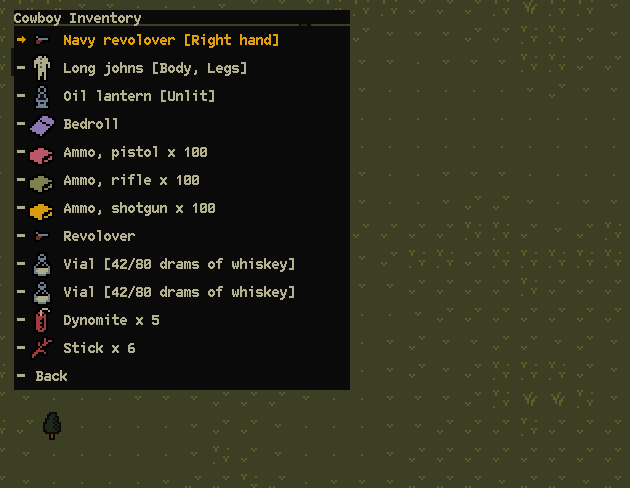 Cowboy Inventory
Navy revolover [Right hand]
Long johns [Body, Legs]
Oil lantern [Unlit]
Bedroll
Ammo, pistol x 100
Ammo, rifle x 100
Ammo, shotgun x 100
Revolover
Vial [42/80 drams of whiskey]
Vial [42/80 drams of whiskey]
Dynomite x 5
Stick x 6
Back